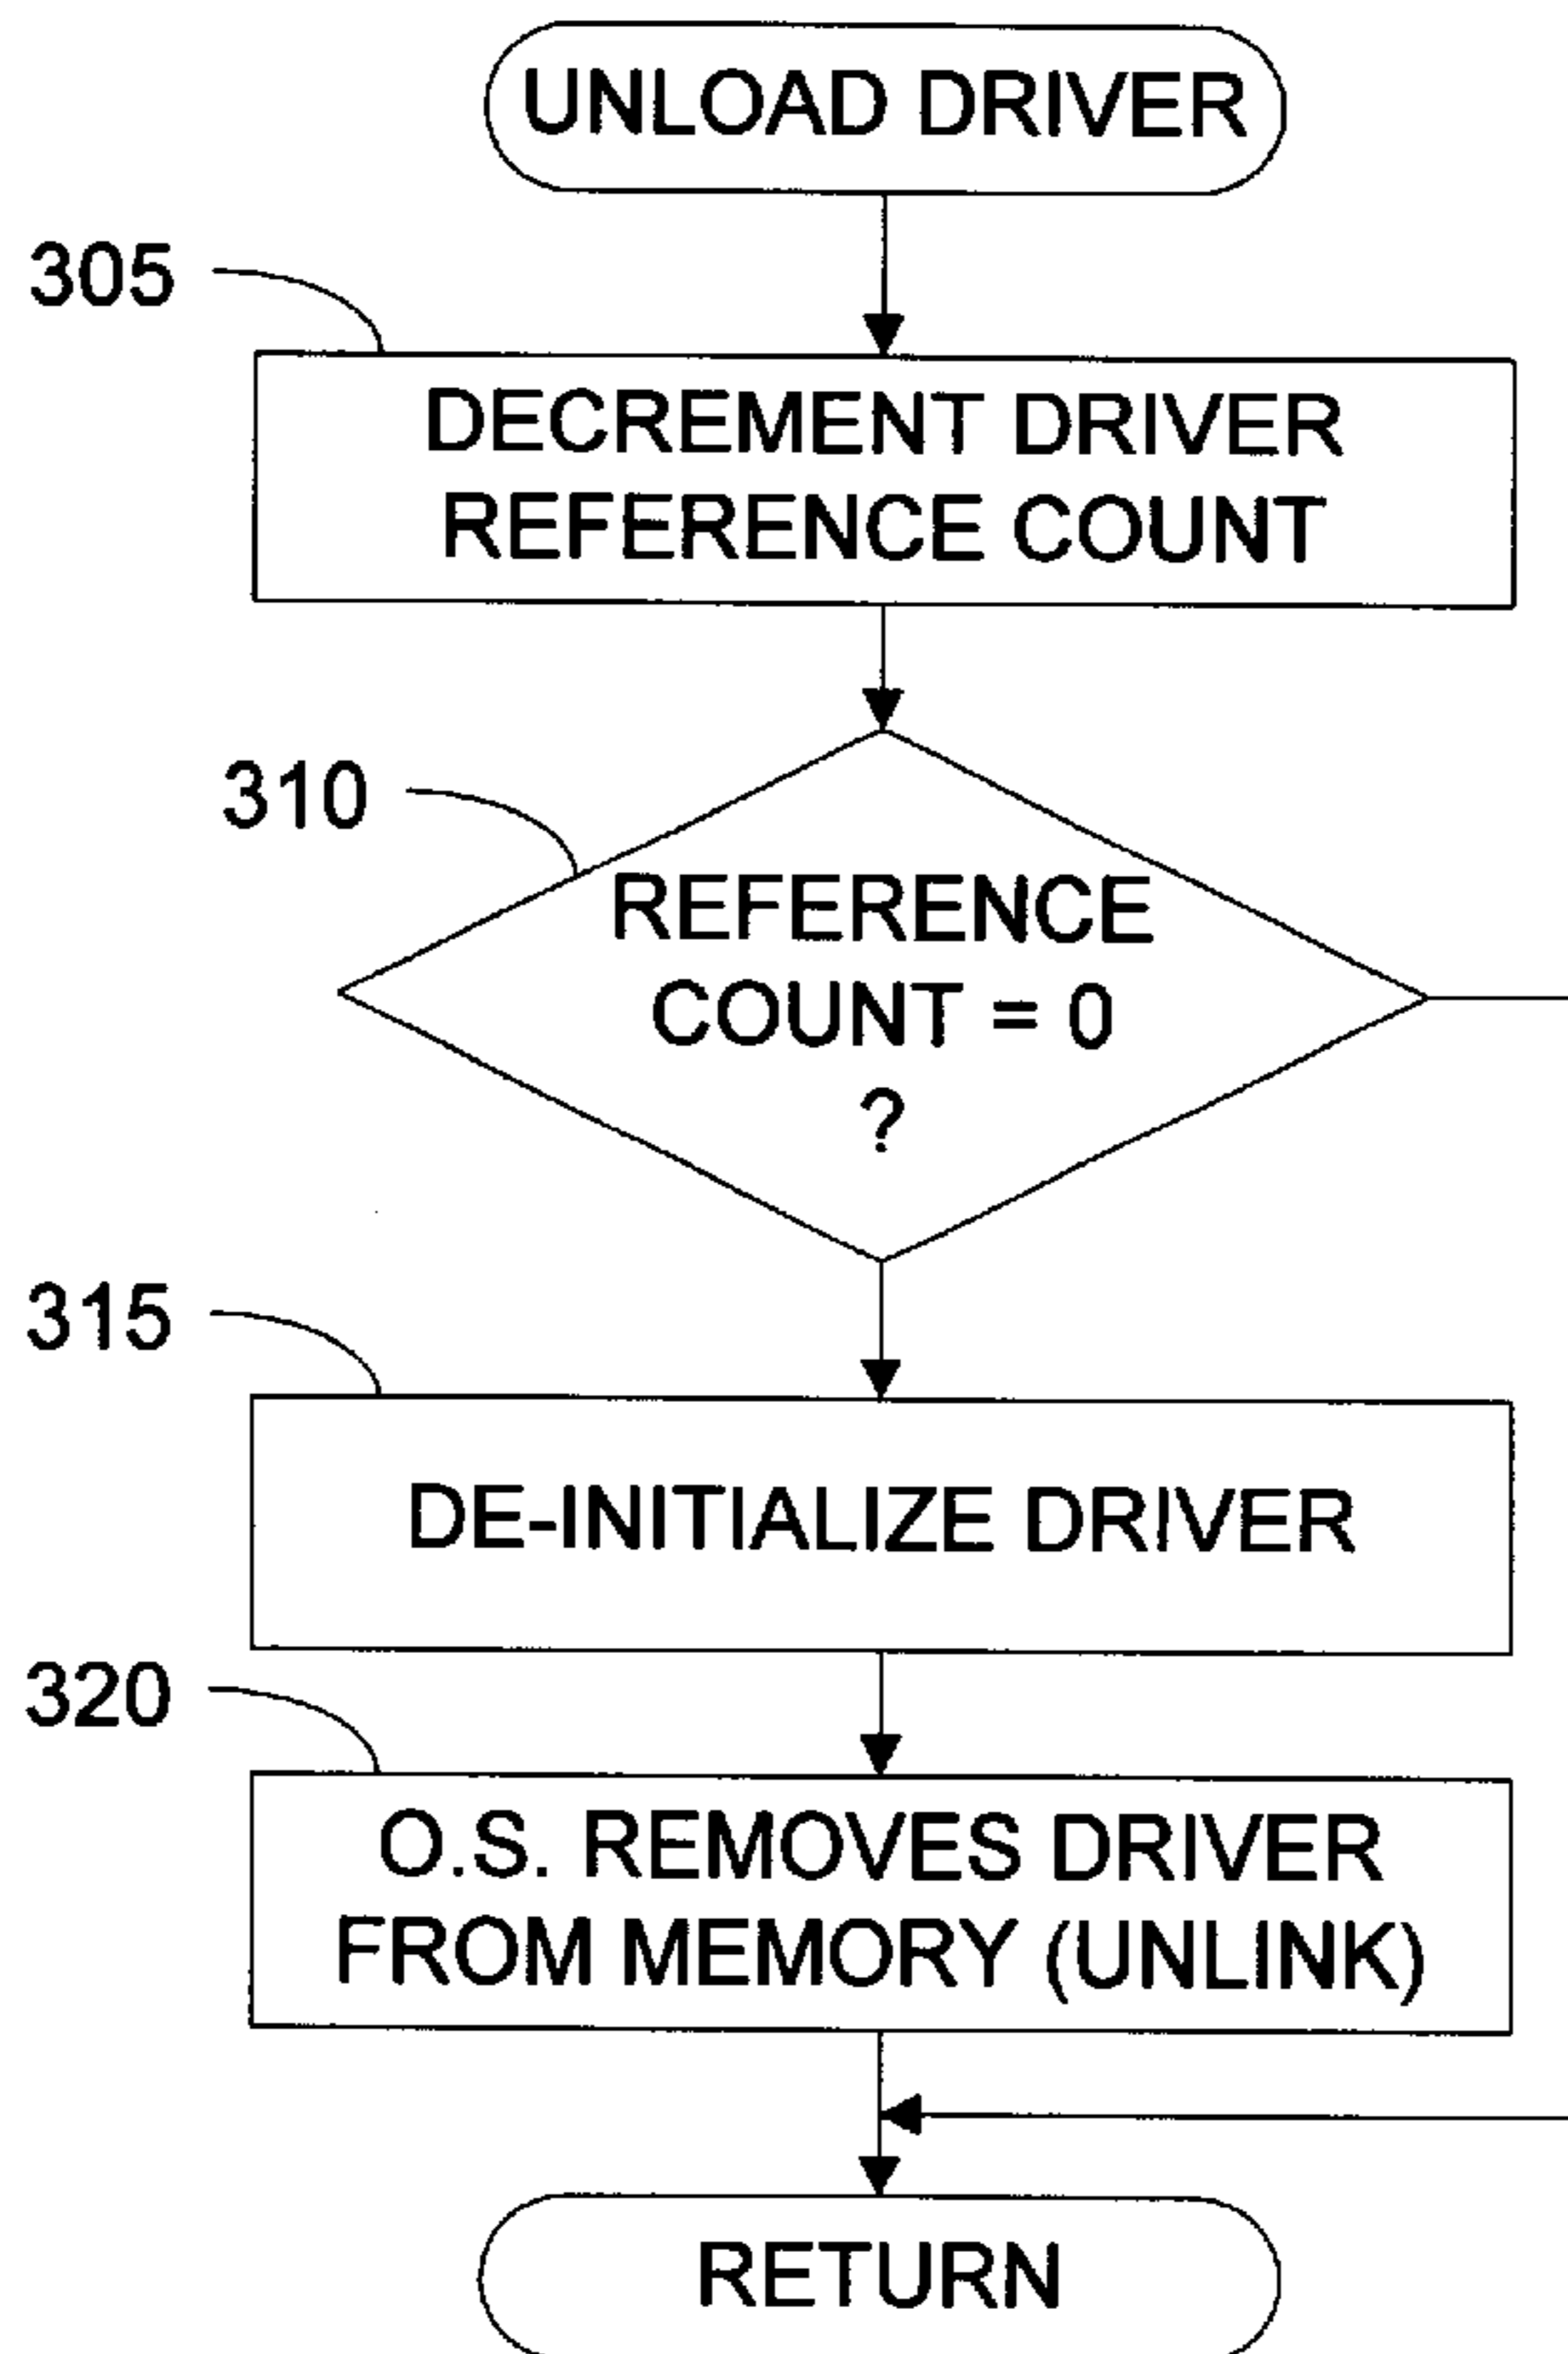 UNLOAD DRIVER
305
DECREMENT DRIVER
REFERENCE COUNT
310
REFERENCE
COUNT = 0
?
315
DE-INITIALIZE DRIVER
320
O.S. REMOVES DRIVER
FROM MEMORY (UNLINK)
RETURN